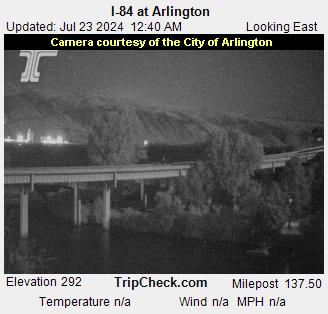 I-84 at Arlington
Updated: Jul 23 2024 12:40 AM Looking East
Camera courtesy of the City of Arlington
Elevation 292 TripCheck.com Milepost 137.50
Temperature n/a Wind n/a MPH n/a